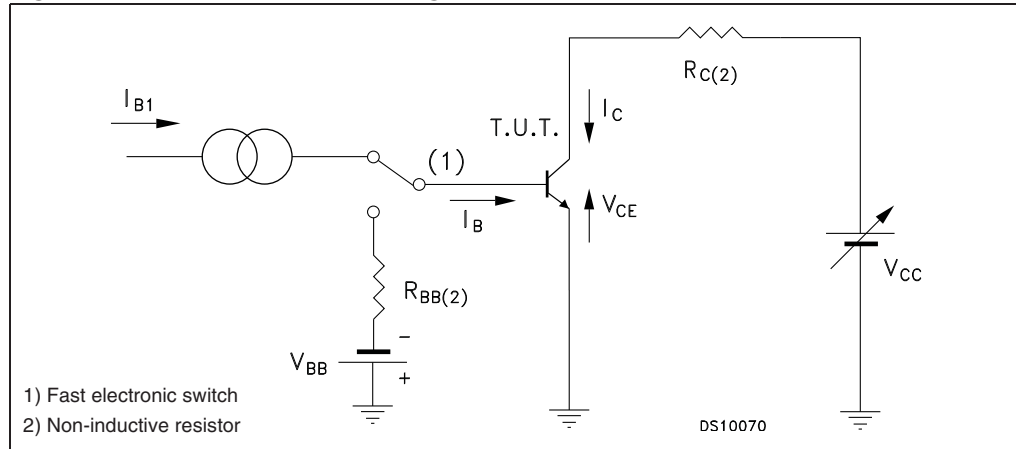 I_B1
T.U.T.
I_C
R_C(2)
(1)
I_B
V_CE
V_CC
R_BB(2)
V_BB
-
+
1) Fast electronic switch
2) Non-inductive resistor
DS10070